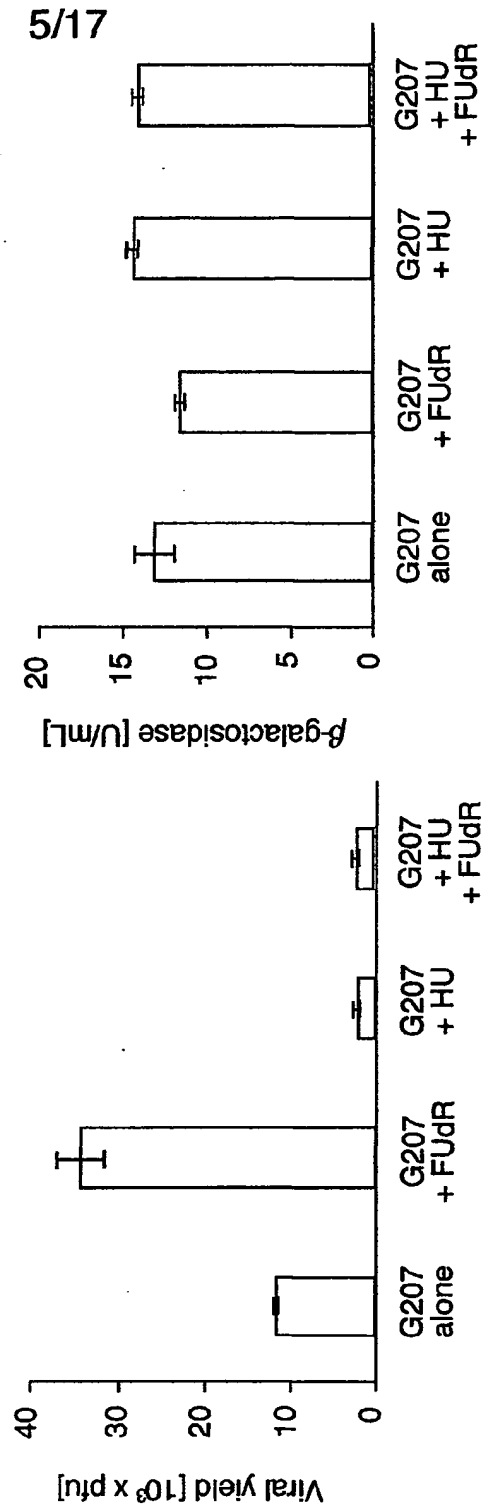 5/17
Viral yield [10³ x pfu]
40
30
20
10
0
G207
alone
G207
+ FUdR
G207
+ HU
G207
+ HU
+ FUdR
β-galactosidase [U/mL]
20
15
10
5
0
G207
alone
G207
+ FUdR
G207
+ HU
G207
+ HU
+ FUdR